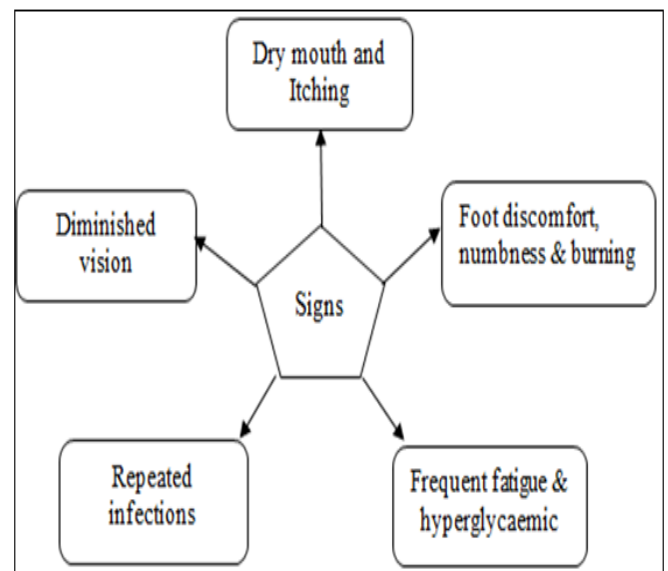 Dry mouth and
Itching
Diminished
vision
Foot discomfort,
numbness & burning
Signs
Repeated
infections
Frequent fatigue &
hyperglycaemic